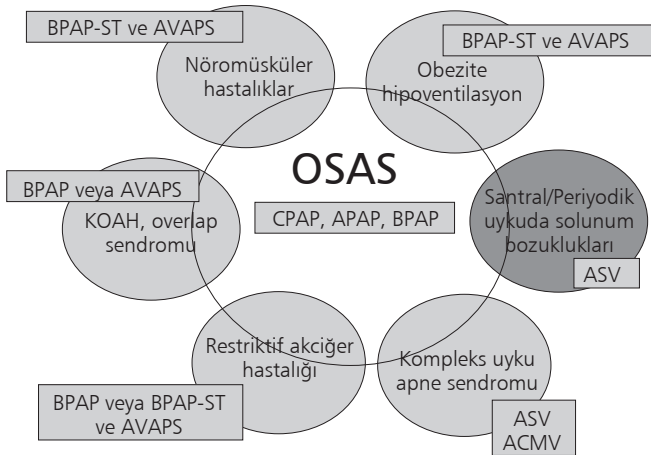 BPAP-ST ve AVAPS
Nöromüsküler
hastalıklar
BPAP-ST ve AVAPS
Obezite
hipoventilasyon
OSAS
CPAP, APAP, BPAP
BPAP veya AVAPS
KOAH, overlap
sendromu
Santral/Periyodik
uykuda solunum
bozuklukları
ASV
Restriktif akciğer
hastalığı
BPAP veya BPAP-ST
ve AVAPS
Kompleks uyku
apne sendromu
ASV
ACMV